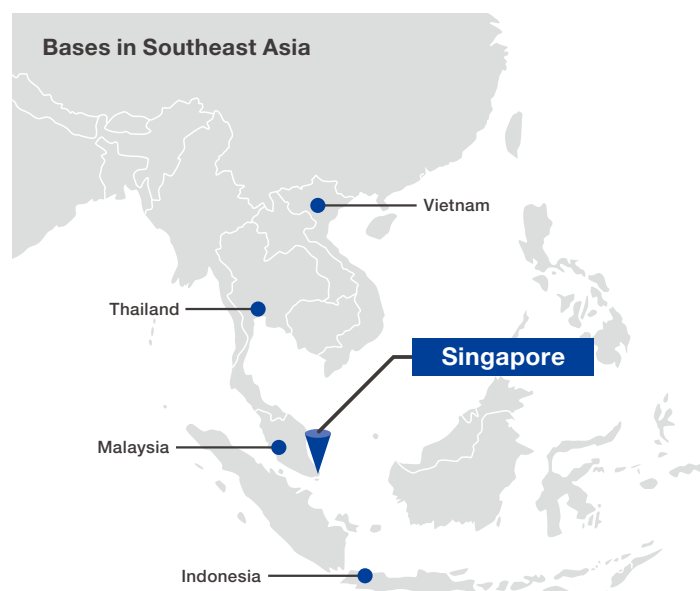 Bases in Southeast Asia
Vietnam
Thailand
Singapore
Malaysia
Indonesia